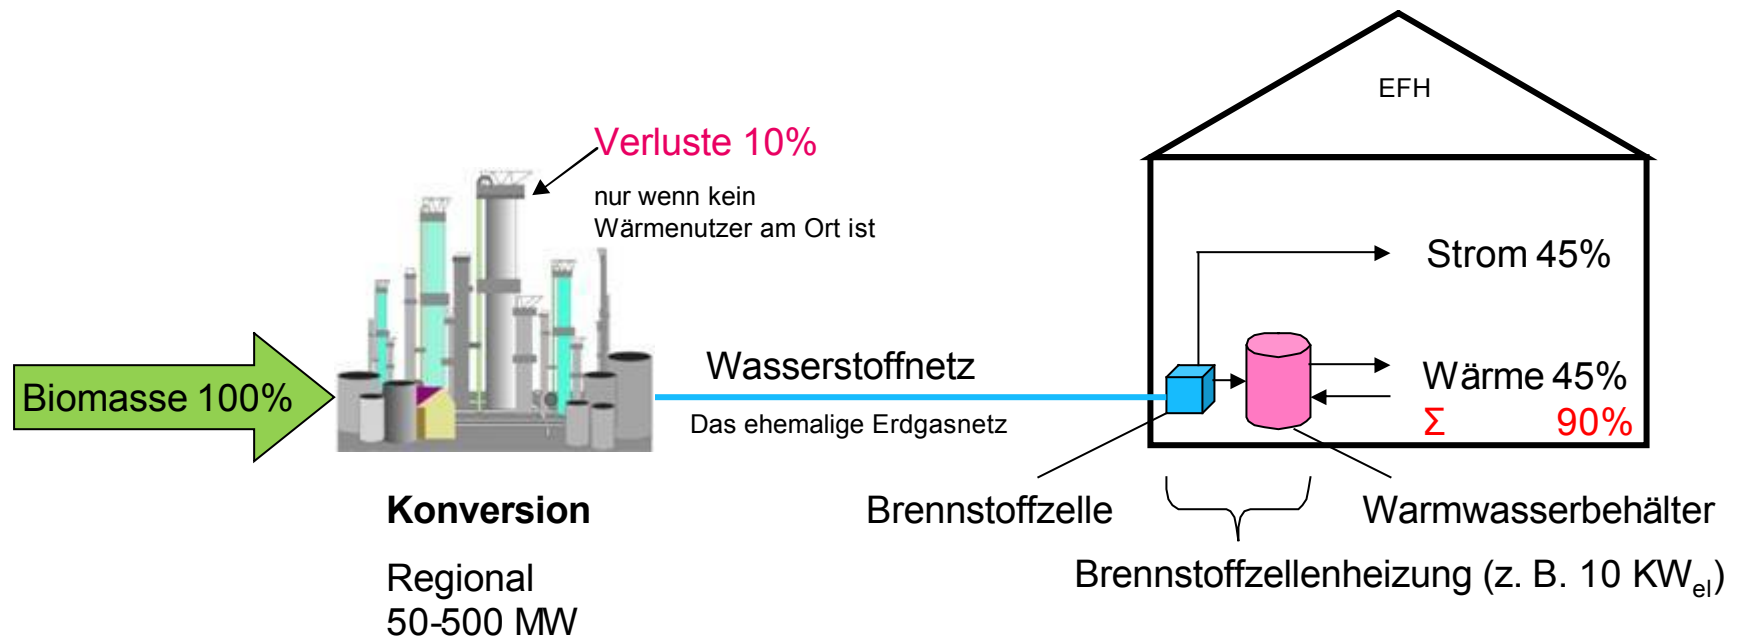 EFH
Verluste 10%
nur wenn kein
Wärmenutzer am Ort ist
Strom 45%
Biomasse 100%
Wasserstoffnetz
Das ehemalige Erdgasnetz
Wärme 45%
Σ 90%
Konversion
Regional
50-500 MW
Brennstoffzelle
Warmwasserbehälter
Brennstoffzellenheizung (z. B. 10 KWel)